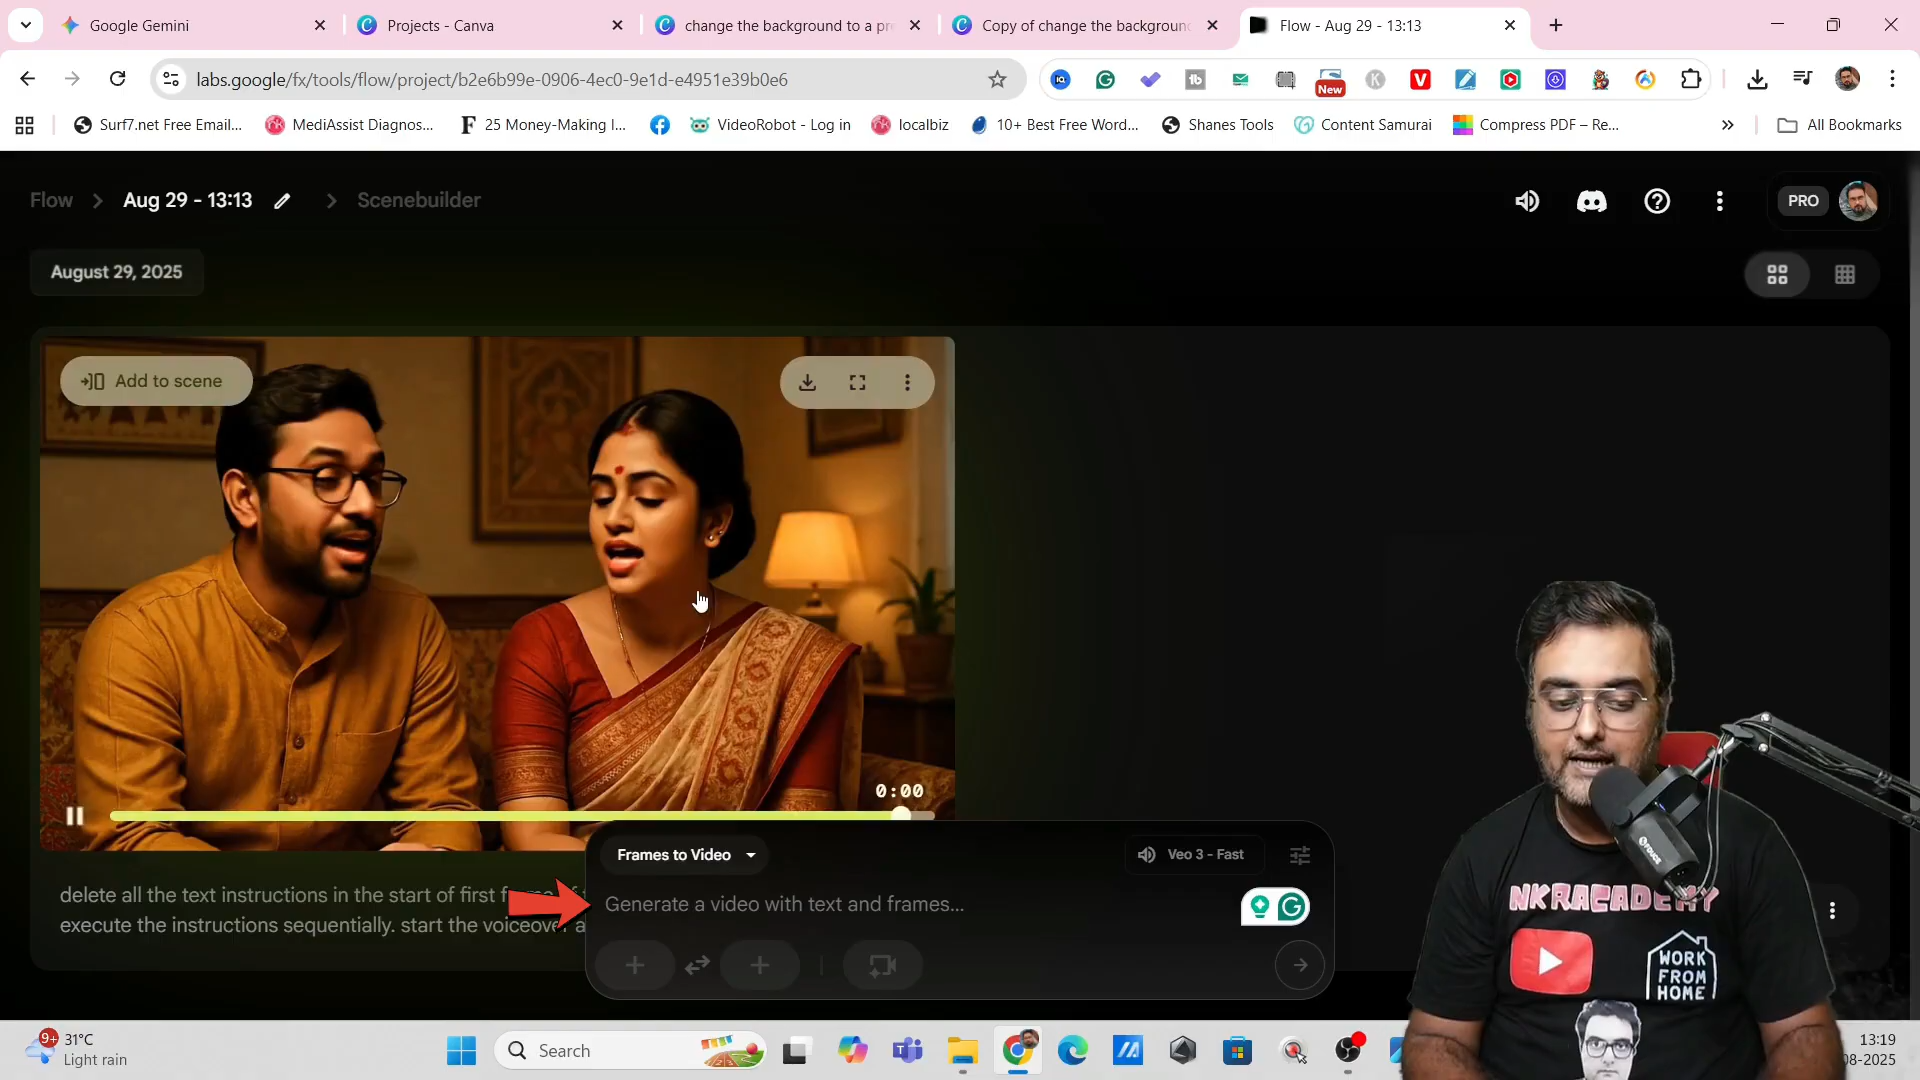 Google Gemini
Projects - Canva
change the background to a pre
Copy of change the background
Flow - Aug 29 - 13:13
labs.google/fx/tools/flow/project/b2e6b99e-0906-4ec0-9e1d-e4951e39b0e6
New
Surf7.net Free Email...
MediAssist Diagnos...
25 Money-Making I...
VideoRobot - Log in
localbiz
10+ Best Free Word...
Shanes Tools
Content Samurai
Compress PDF – Re...
All Bookmarks
Flow
Aug 29 - 13:13
Scenebuilder
PRO
August 29, 2025
Add to scene
0:00
Frames to Video
Veo 3 - Fast
delete all the text instructions in the start of first
execute the instructions sequentially. start the voiceover a
Generate a video with text and frames...
NKRACADEMY
WORK
FROM
HOME
9+
31°C
Light rain
Search
13:19
08-2025